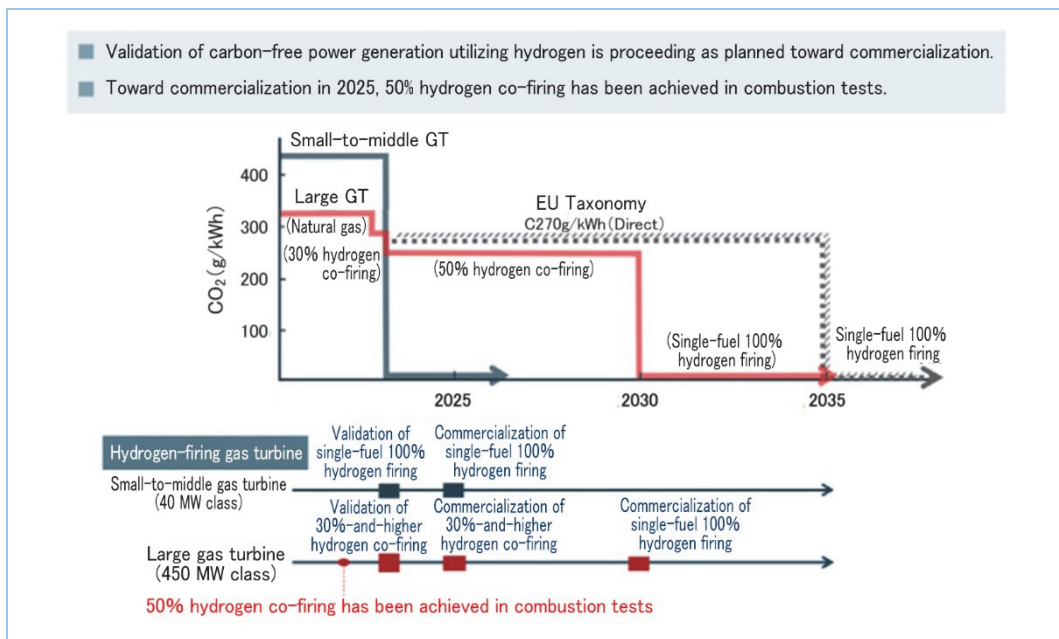 Validation of carbon-free power generation utilizing hydrogen is proceeding as planned toward commercialization.
Toward commercialization in 2025, 50% hydrogen co-firing has been achieved in combustion tests.
Small-to-middle GT
400
Large GT
EU Taxonomy
C270g/kWh(Direct)
300
(Natural gas)
(30% hydrogen
co-firing)
(50% hydrogen co-firing)
200
CO₂(g/kWh)
100
(Single-fuel 100%
hydrogen firing)
Single-fuel 100%
hydrogen firing
2025
2030
2035
Hydrogen-firing gas turbine
Validation of
single-fuel 100%
hydrogen firing
Commercialization of
single-fuel 100%
hydrogen firing
Small-to-middle gas turbine
(40 MW class)
Validation of
30%-and-higher
hydrogen co-firing
Commercialization of
30%-and-higher
hydrogen co-firing
Commercialization of
single-fuel 100%
hydrogen firing
Large gas turbine
(450 MW class)
50% hydrogen co-firing has been achieved in combustion tests